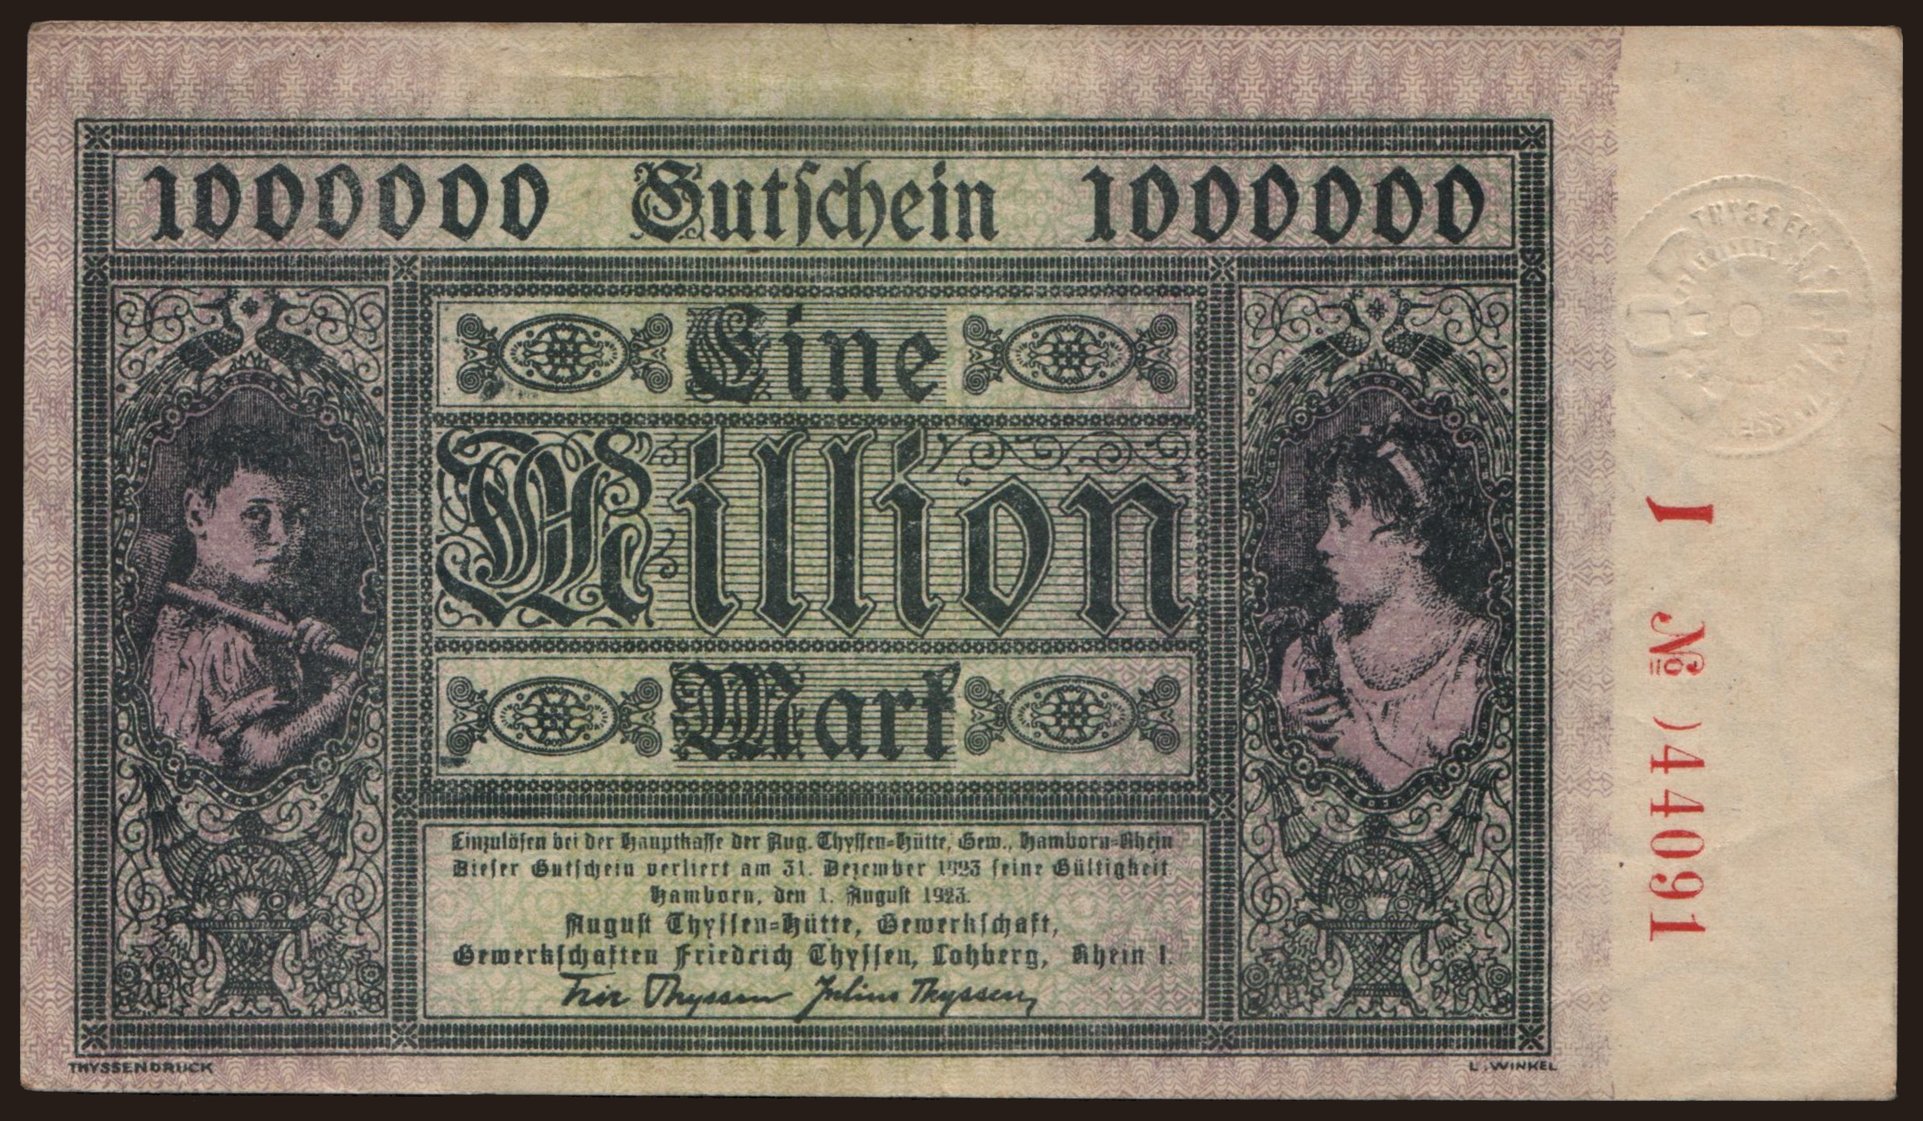 1000000 Gutschein 1000000
Eine
Million
Mark
Einzulösen bei der Hauptkasse der Aug. Thyssen=Hütte, Gew., Hamborn=Rhein
Dieser Gutschein verliert am 31. Dezember 1923 seine Gültigkeit
Hamborn, den 1. August 1923.
August Thyssen=Hütte, Gewerkschaft,
Gewerkschaften Friedrich Thyssen, Lohberg, Rhein I.
Fritz Thyssen Julius Thyssen
THYSSENDRUCK
L. WINKEL
I № )44091